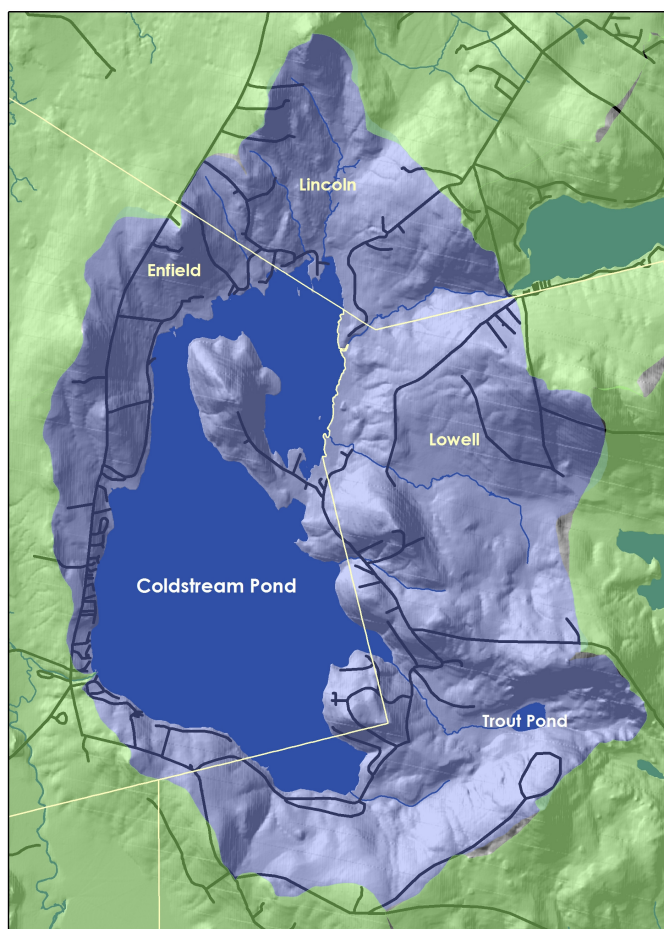 Lincoln
Enfield
Lowell
Coldstream Pond
Trout Pond